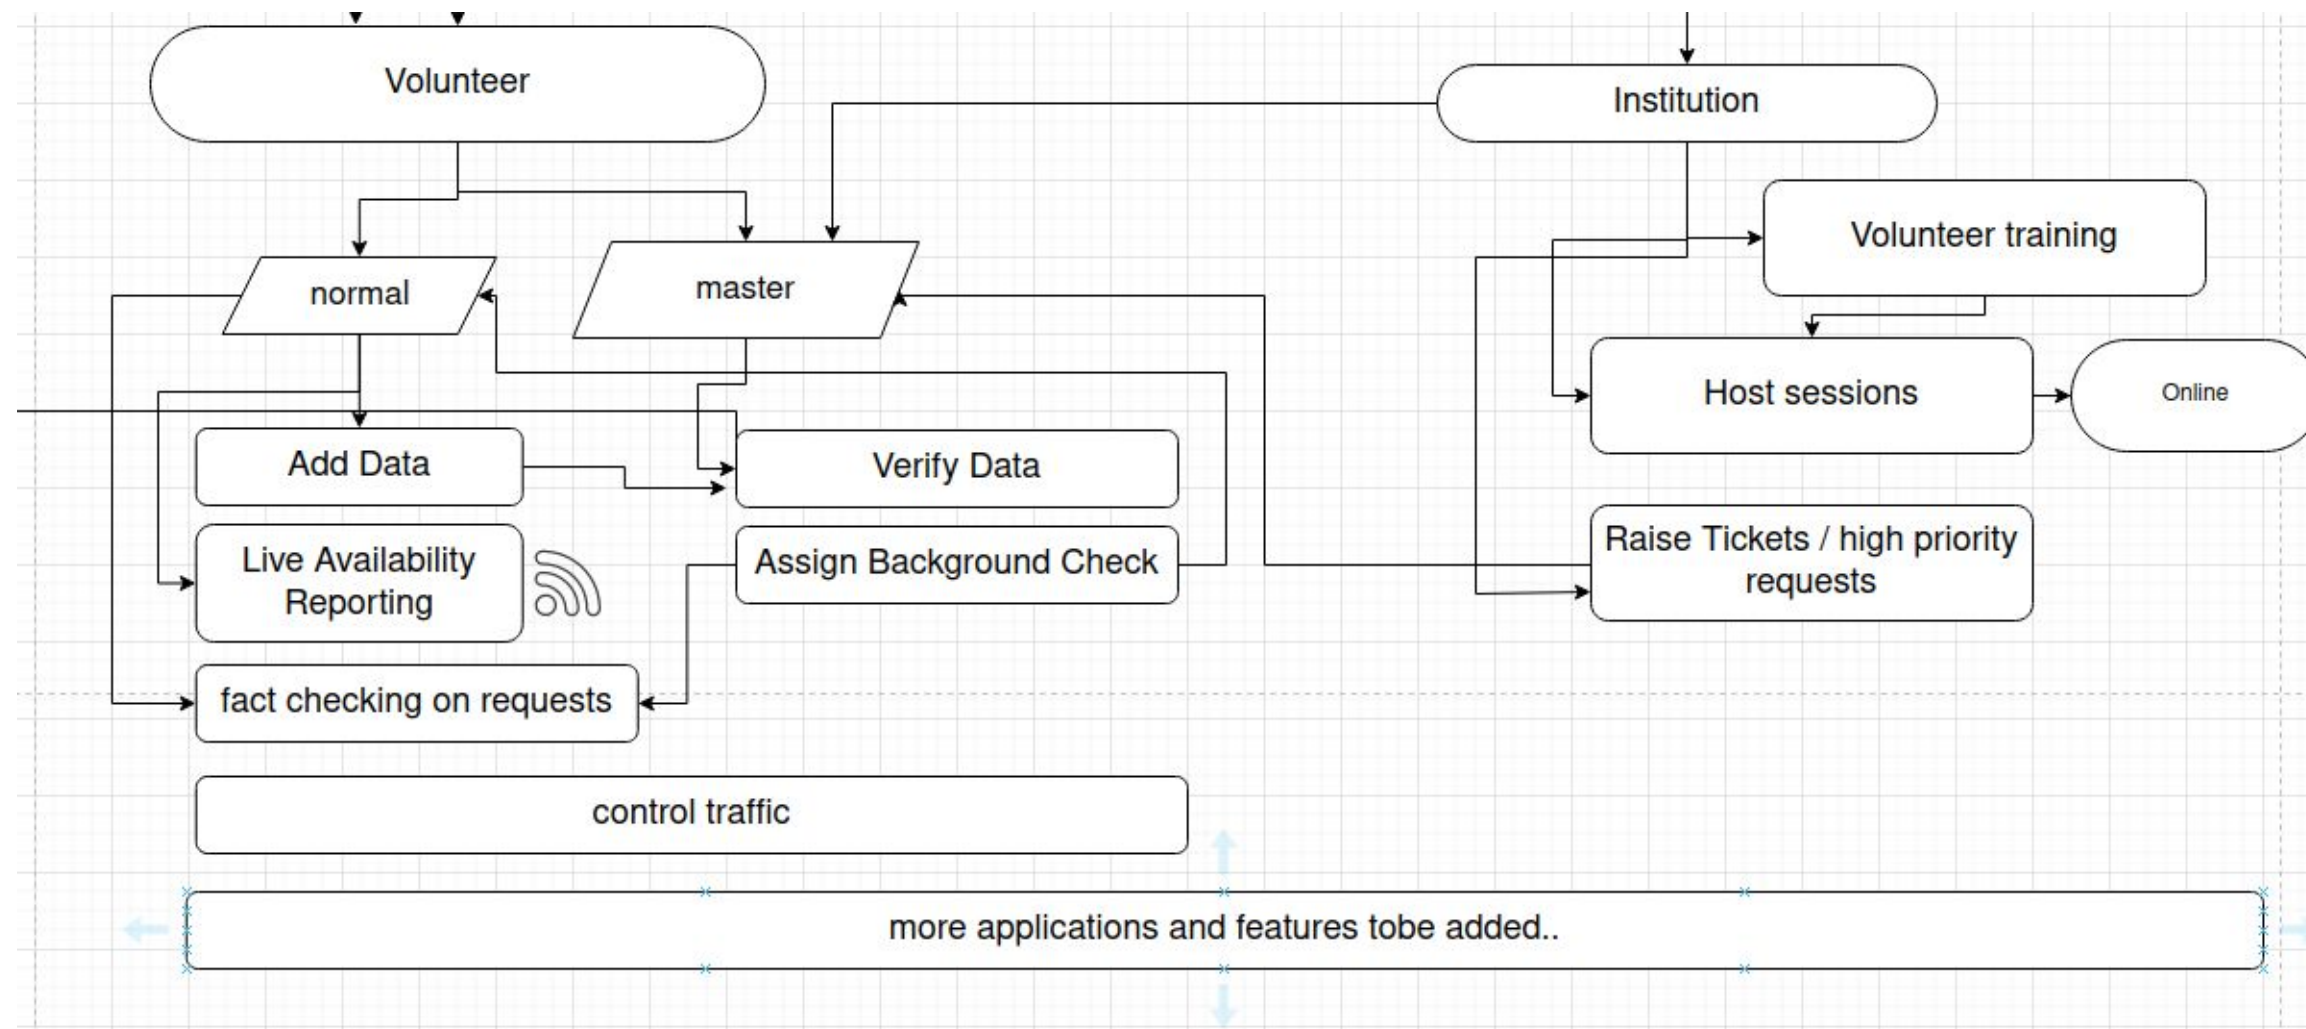 Volunteer
Institution
Volunteer training
normal
master
Host sessions
Online
Add Data
Verify Data
Live Availability
Reporting
Assign Background Check
Raise Tickets / high priority
requests
fact checking on requests
control traffic
more applications and features tobe added..